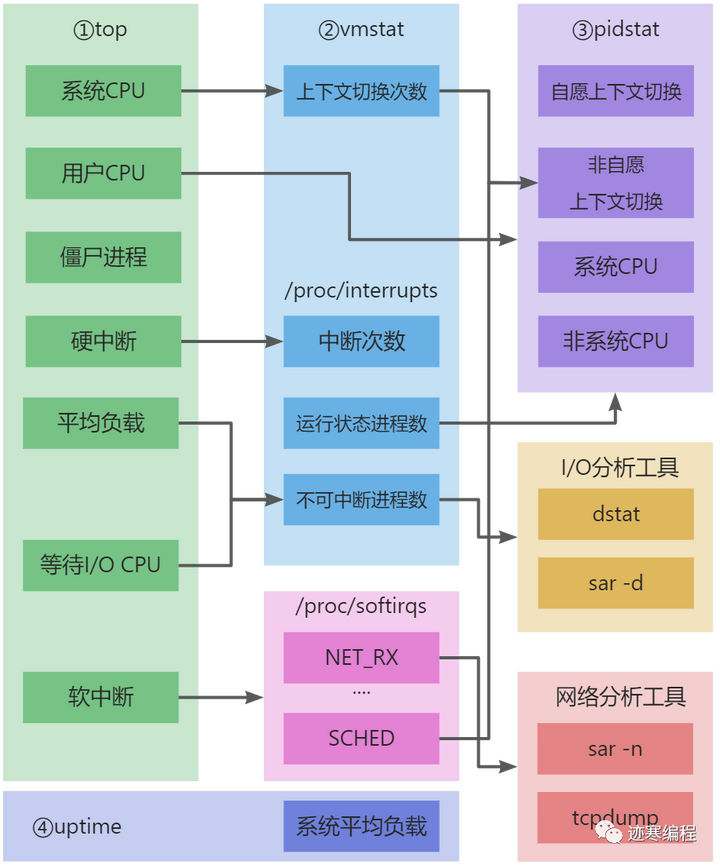 ①top
系统CPU
用户CPU
僵尸进程
硬中断
平均负载
等待I/O CPU
软中断
②vmstat
上下文切换次数
/proc/interrupts
中断次数
运行状态进程数
不可中断进程数
/proc/softirqs
NET_RX
....
SCHED
③pidstat
自愿上下文切换
非自愿
上下文切换
系统CPU
非系统CPU
I/O分析工具
dstat
sar -d
网络分析工具
sar -n
tcpdump
④uptime
系统平均负载
迹寒编程